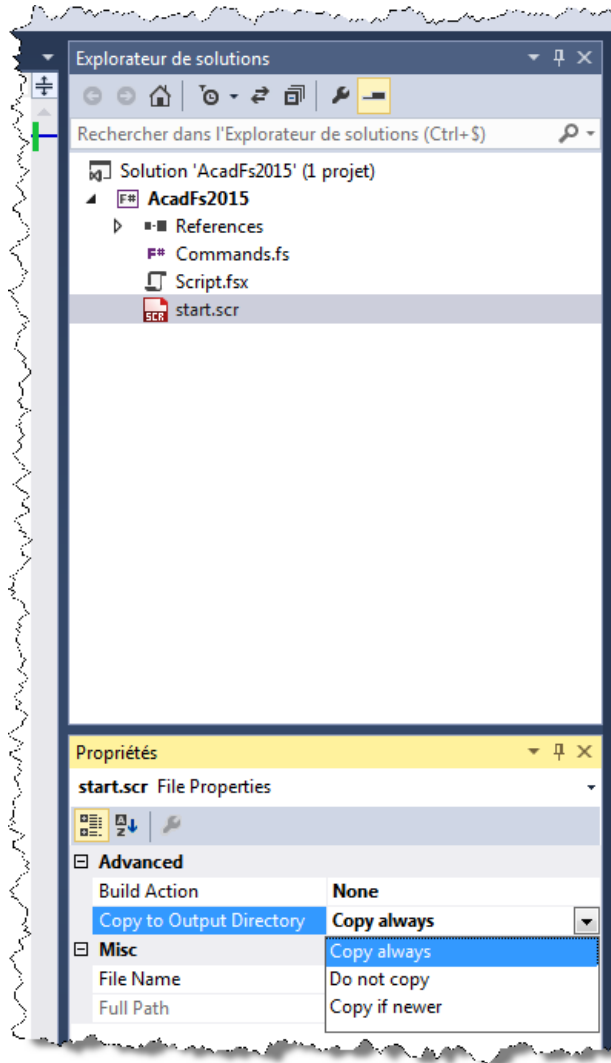 Explorateur de solutions
Rechercher dans l'Explorateur de solutions (Ctrl+$)
Solution 'AcadFs2015' (1 projet)
F# AcadFs2015
References
F# Commands.fs
Script.fsx
SCR start.scr
Propriétés
start.scr File Properties
A Z
Advanced
Build Action None
Copy to Output Directory Copy always
Copy always
Misc
File Name Do not copy
Full Path Copy if newer